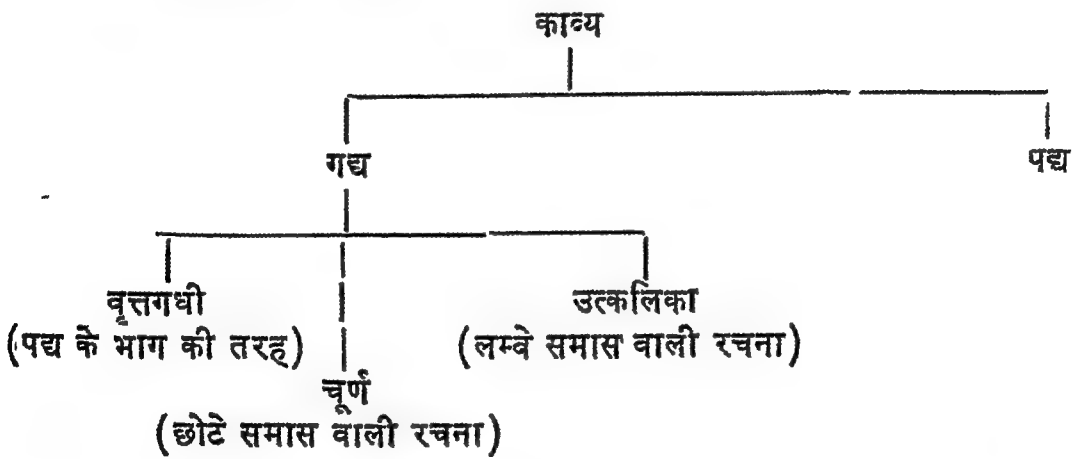 काव्य
गद्य
पद्य
वृत्तगधी
(पद्य के भाग की तरह)
उत्कलिका
(लम्वे समास वाली रचना)
चूर्ण
(छोटे समास वाली रचना)